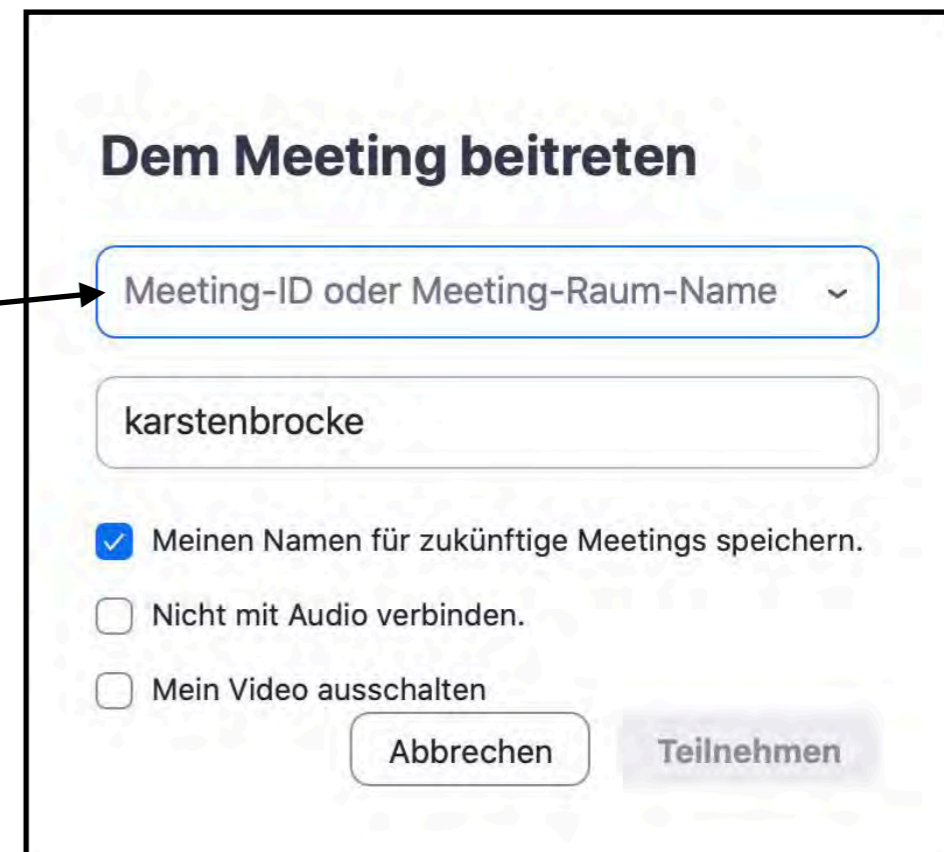 Dem Meeting beitreten
Meeting-ID oder Meeting-Raum-Name
karstenbrocke
Meinen Namen für zukünftige Meetings speichern.
Nicht mit Audio verbinden.
Mein Video ausschalten
Abbrechen Teilnehmen